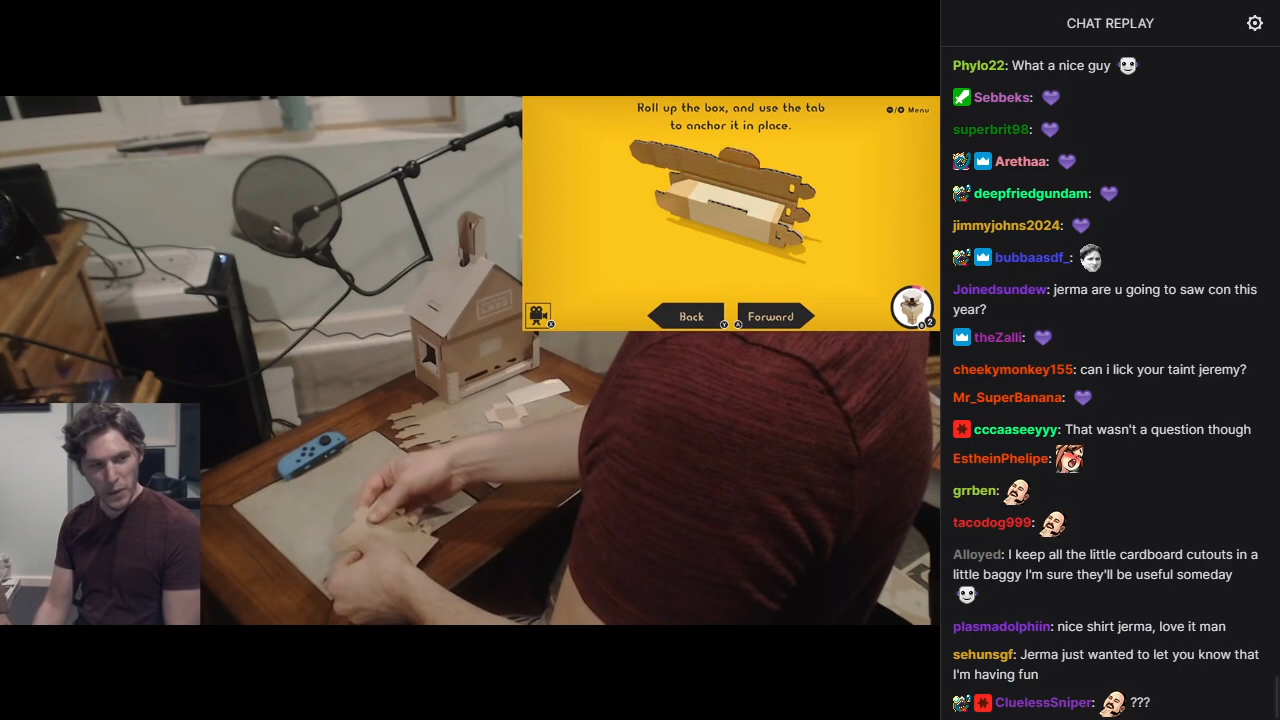 Roll up the box, and use the tab
to anchor it in place.
Menu
Back
Forward
CHAT REPLAY
Phylo22: What a nice guy
Sebbeks:
superbrit98:
Arethaa:
deepfriedgundam:
jimmyjohns2024:
bubbaasdf_:
Joinedsundew: jerma are u going to saw con this
year?
theZalli:
cheekymonkey155: can i lick your taint jeremy?
Mr_SuperBanana:
cccaaseeyyy: That wasn't a question though
EstheinPhelipe:
grrben:
tacodog999:
Alloyed: I keep all the little cardboard cutouts in a
little baggy I'm sure they'll be useful someday
plasmadolphiin: nice shirt jerma, love it man
sehunsgf: Jerma just wanted to let you know that
I'm having fun
CluelessSniper: ???